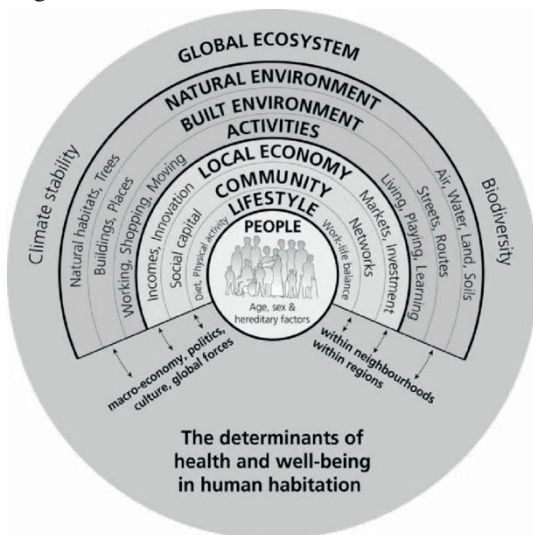 GLOBAL ECOSYSTEM
Climate stability
Biodiversity
NATURAL ENVIRONMENT
Natural habitats, Trees
Air, Water, Land, Soils
BUILT ENVIRONMENT
Buildings, Places
Streets, Routes
ACTIVITIES
Working, Shopping, Moving
Living, Playing, Learning
LOCAL ECONOMY
Incomes, Innovation
Markets, Investment
COMMUNITY
Social capital
Networks
LIFESTYLE
Diet, Physical activity
Work-life balance
PEOPLE
Age, sex &
hereditary factors
macro-economy, politics,
culture, global forces
within neighbourhoods
within regions
The determinants of
health and well-being
in human habitation